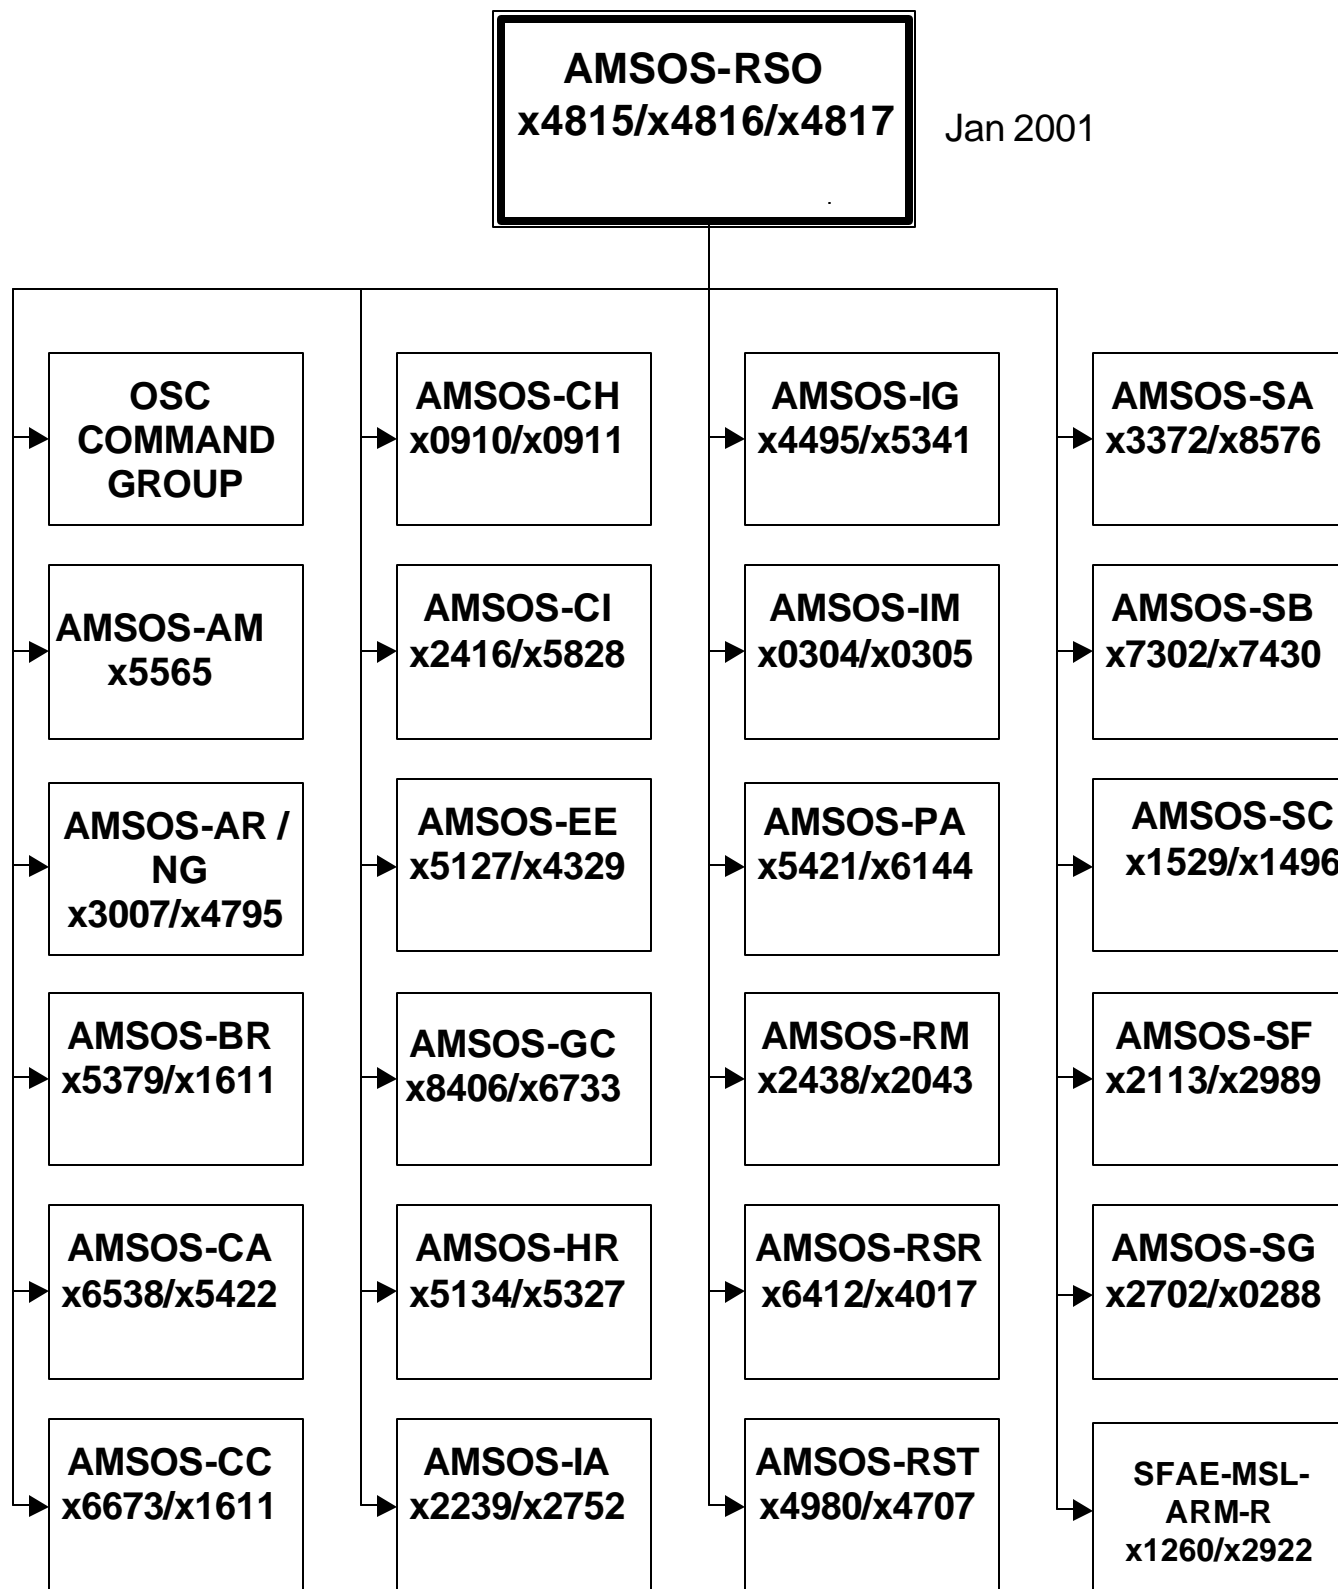 AMSOS-RSO
x4815/x4816/x4817
Jan 2001
OSC
COMMAND
GROUP
AMSOS-AM
x5565
AMSOS-AR /
NG
x3007/x4795
AMSOS-BR
x5379/x1611
AMSOS-CA
x6538/x5422
AMSOS-CC
x6673/x1611
AMSOS-CH
x0910/x0911
AMSOS-CI
x2416/x5828
AMSOS-EE
x5127/x4329
AMSOS-GC
x8406/x6733
AMSOS-HR
x5134/x5327
AMSOS-IA
x2239/x2752
AMSOS-IG
x4495/x5341
AMSOS-IM
x0304/x0305
AMSOS-PA
x5421/x6144
AMSOS-RM
x2438/x2043
AMSOS-RSR
x6412/x4017
AMSOS-RST
x4980/x4707
AMSOS-SA
x3372/x8576
AMSOS-SB
x7302/x7430
AMSOS-SC
x1529/x1496
AMSOS-SF
x2113/x2989
AMSOS-SG
x2702/x0288
SFAE-MSL-
ARM-R
x1260/x2922